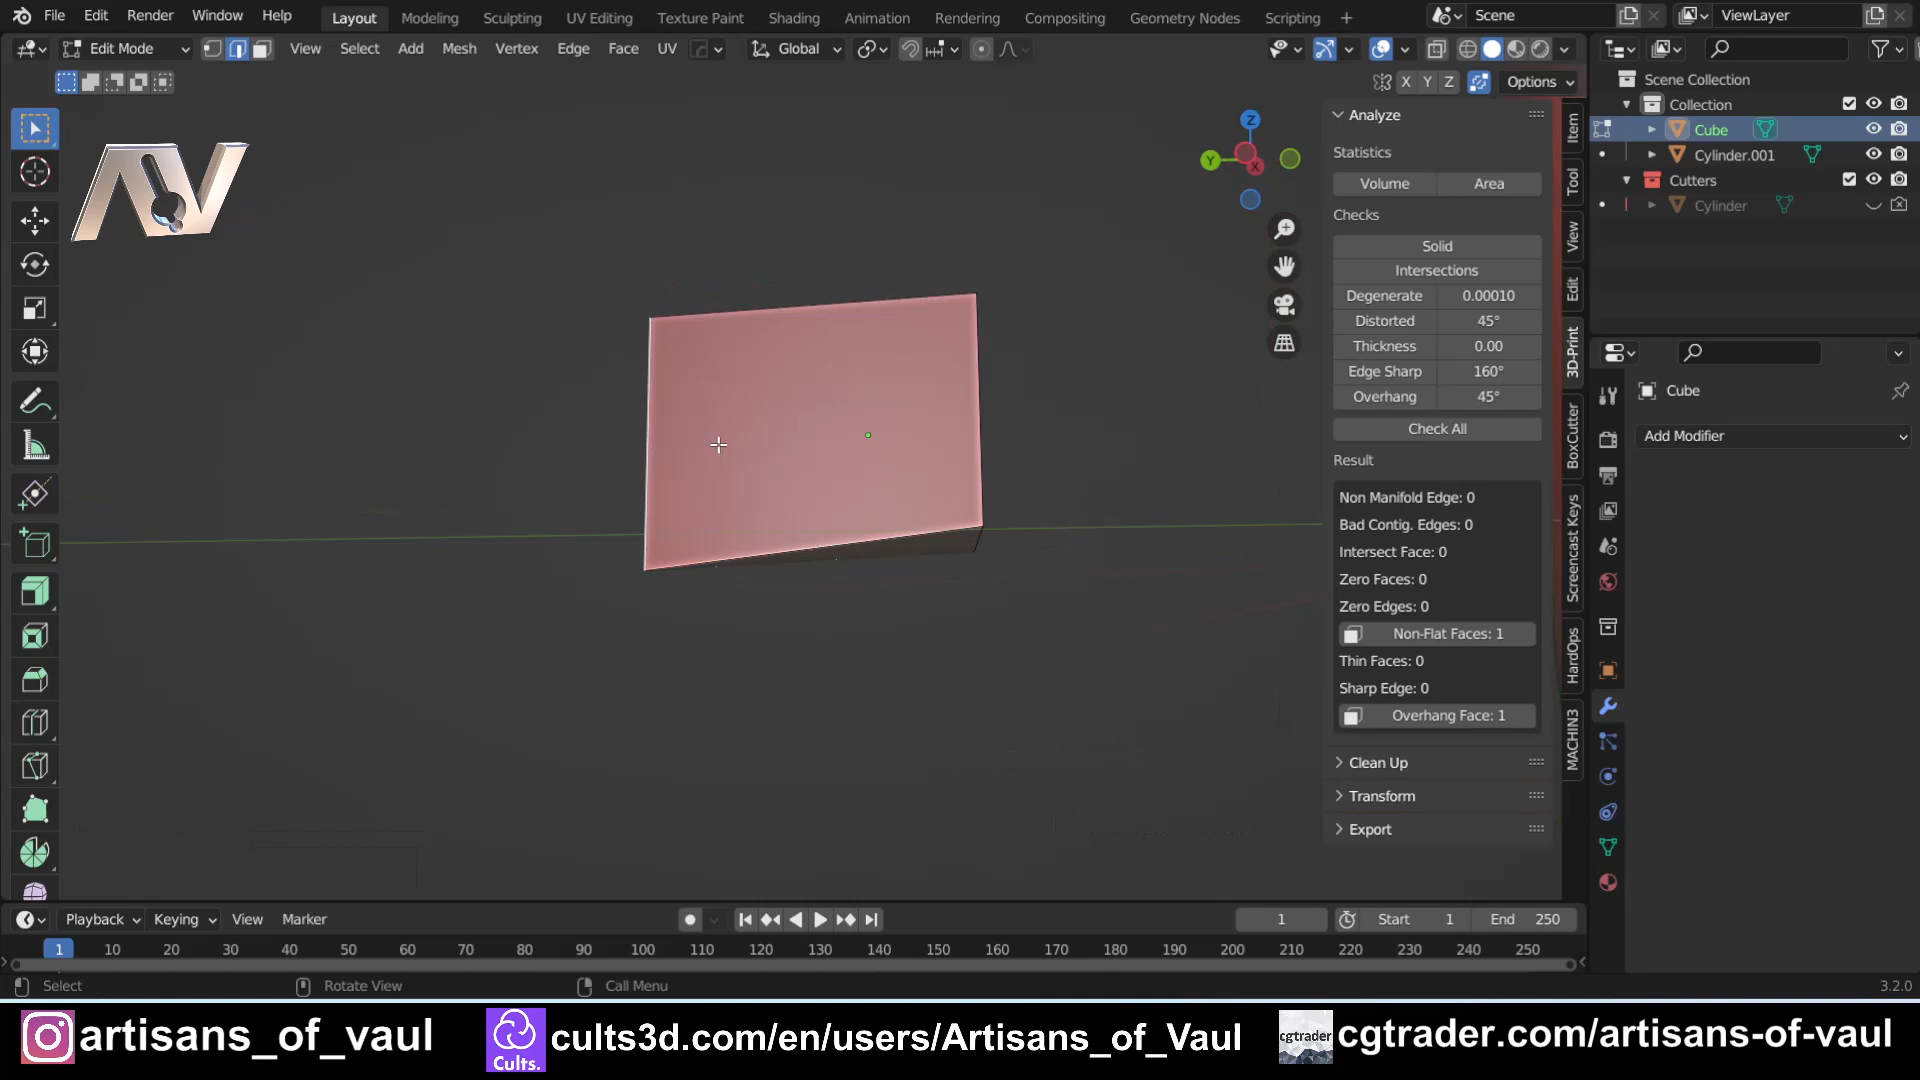 File Edit Render Window Help Layout Modeling Sculpting UV Editing Texture Paint Shading Animation Rendering Compositing Geometry Nodes Scripting + Scene ViewLayer
Edit Mode View Select Add Mesh Vertex Edge Face UV Global
X Y Z Options
Scene Collection
Collection
Cube
Cylinder.001
Cutters
Cylinder
AV
Z
Y
X
Analyze
Statistics
Volume Area
Checks
Solid
Intersections
Degenerate 0.00010
Distorted 45°
Thickness 0.00
Edge Sharp 160°
Overhang 45°
Check All
Result
Non Manifold Edge: 0
Bad Contig. Edges: 0
Intersect Face: 0
Zero Faces: 0
Zero Edges: 0
Non-Flat Faces: 1
Thin Faces: 0
Sharp Edge: 0
Overhang Face: 1
Clean Up
Transform
Export
Item
Tool
View
Edit
3D-Print
BoxCutter
Screencast Keys
HardOps
MACHIN3
Cube
Add Modifier
Playback Keying View Marker 1 Start 1 End 250
1 10 20 30 40 50 60 70 80 90 100 110 120 130 140 150 160 170 180 190 200 210 220 230 240 250
Select Rotate View Call Menu 3.2.0
artisans_of_vaul Cults. cults3d.com/en/users/Artisans_of_Vaul cgtrader cgtrader.com/artisans-of-vaul